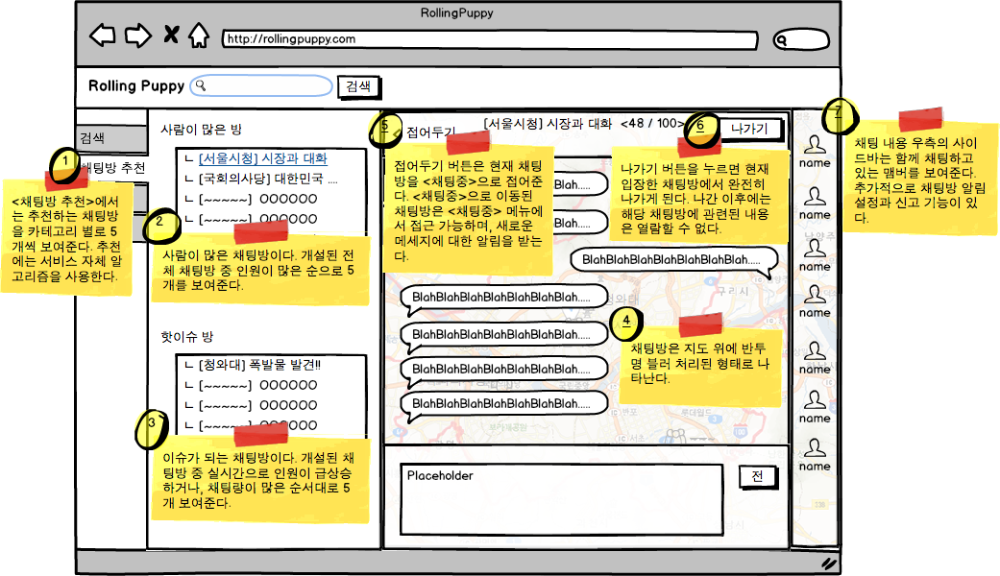 RollingPuppy
http://rollingpuppy.com
Rolling Puppy
검색
검색
채팅방 추천
1
<채팅방 추천>에서
는 추천하는 채팅방
을 카테고리 별로 5
개씩 보여준다. 추천
에는 서비스 자체 알
고리즘을 사용한다.
사람이 많은 방
ㄴ [서울시청] 시장과 대화
ㄴ [국회의사당] 대한민국 ....
ㄴ [~~~~~] OOOOOO
ㄴ [~~~~~] OOOOOO
2
사람이 많은 채팅방이다. 개설된 전
체 채팅방 중 인원이 많은 순으로 5
개를 보여준다.
핫이슈 방
ㄴ [청와대] 폭발물 발견!!
ㄴ [~~~~~] OOOOOO
ㄴ [~~~~~] OOOOOO
ㄴ [~~~~~] OOOOOO
3
이슈가 되는 채팅방이다. 개설된 채
팅방 중 실시간으로 인원이 급상승
하거나, 채팅량이 많은 순서대로 5
개 보여준다.
5
접어두기
[서울시청] 시장과 대화 <48 / 100>
6
나가기
접어두기 버튼은 현재 채팅
방을 <채팅중>으로 접어준
다. <채팅중>으로 이동된
채팅방은 <채팅중> 메뉴에
서 접근 가능하며, 새로운
메세지에 대한 알림을 받는
다.
나가기 버튼을 누르면 현재
입장한 채팅방에서 완전히
나가게 된다. 나간 이후에는
해당 채팅방에 관련된 내용
은 열람할 수 없다.
Blah.....
Blah.....
BlahBlahBlahBlahBlahBlah.....
BlahBlahBlahBlahBlahBlah.....
BlahBlahBlahBlahBlahBlah.....
BlahBlahBlahBlahBlahBlah.....
BlahBlahBlahBlahBlahBlah.....
청와대
구리시
남양주
4
채팅방은 지도 위에 반투
명 블러 처리된 형태로 나
타난다.
Placeholder
전
7
채팅 내용 우측의 사이
드바는 함께 채팅하고
있는 맴버를 보여준다.
추가적으로 채팅방 알림
설정과 신고 기능이 있
다.
name
name
name
name
name
name
name